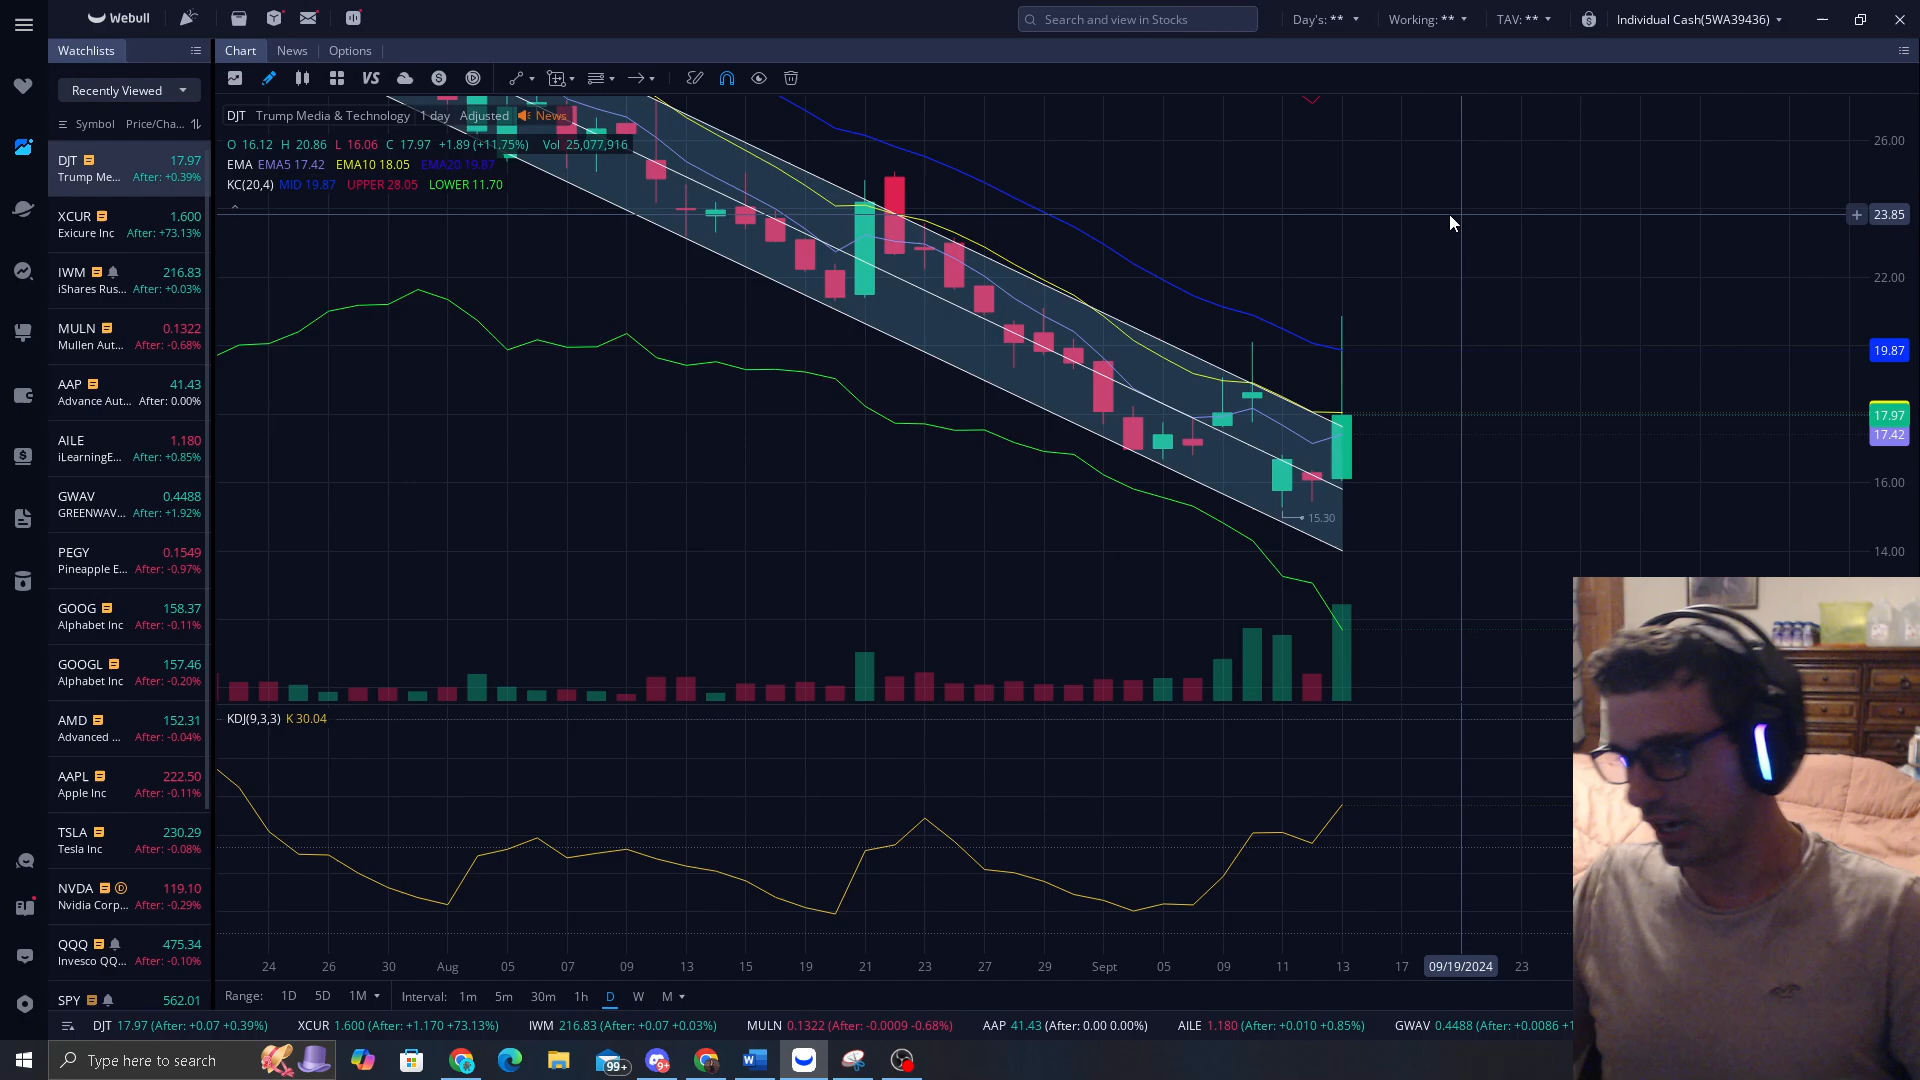 Webull
Search and view in Stocks
Day's: **
Working: **
TAV: **
Individual Cash(5WA39436)
Watchlists
Chart
News
Options
Recently Viewed
VS
Symbol
Price/Cha...
DJT 17.97
Trump Me... After: +0.39%
XCUR 1.600
Exicure Inc After: +73.13%
IWM 216.83
iShares Rus... After: +0.03%
MULN 0.1322
Mullen Aut... After: -0.68%
AAP 41.43
Advance Aut... After: 0.00%
AILE 1.180
iLearningE... After: +0.85%
GWAV 0.4488
GREENWAV... After: +1.92%
PEGY 0.1549
Pineapple E... After: -0.97%
GOOG 158.37
Alphabet Inc After: -0.11%
GOOGL 157.46
Alphabet Inc After: -0.20%
AMD 152.31
Advanced ... After: -0.04%
AAPL 222.50
Apple Inc After: -0.11%
TSLA 230.29
Tesla Inc After: -0.08%
NVDA 119.10
Nvidia Corp... After: -0.29%
QQQ 475.34
Invesco QQ... After: -0.10%
SPY 562.01
DJT Trump Media & Technology 1 day Adjusted News
O 16.12 H 20.86 L 16.06 C 17.97 +1.89 (+11.75%) Vol 25,077,916
EMA EMA5 17.42 EMA10 18.05 EMA20 19.87
KC(20,4) MID 19.87 UPPER 28.05 LOWER 11.70
26.00
23.85
22.00
19.87
17.97
17.42
16.00
14.00
15.30
KDJ(9,3,3) K 30.04
24 26 30 Aug 05 07 09 13 15 19 21 23 27 29 Sept 05 09 11 13 17 09/19/2024 23
Range: 1D 5D 1M Interval: 1m 5m 30m 1h D W M
DJT 17.97 (After: +0.07 +0.39%) XCUR 1.600 (After: +1.170 +73.13%) IWM 216.83 (After: +0.07 +0.03%) MULN 0.1322 (After: -0.0009 -0.68%) AAP 41.43 (After: 0.00 0.00%) AILE 1.180 (After: +0.010 +0.85%) GWAV 0.4488 (After: +0.0086 +1
Type here to search
99+
9+